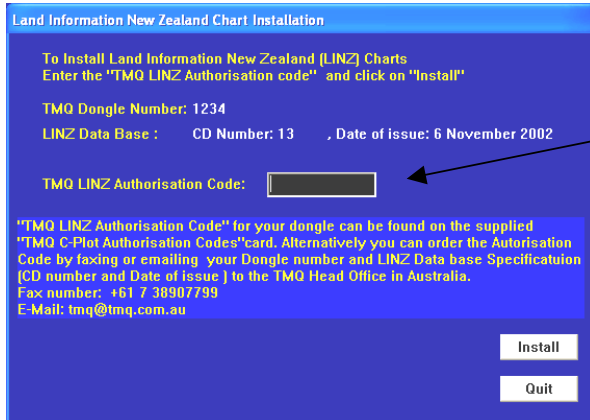 Land Information New Zealand Chart Installation
To Install Land Information New Zealand (LINZ) Charts
Enter the "TMQ LINZ Authorisation code" and click on "Install"
TMQ Dongle Number: 1234
LINZ Data Base : CD Number: 13 , Date of issue: 6 November 2002
TMQ LINZ Authorisation Code:
"TMQ LINZ Authorisation Code" for your dongle can be found on the supplied
"TMQ C-Plot Authorisation Codes"card. Alternatively you can order the Autorisation
Code by faxing or emailing your Dongle number and LINZ Data base Specificatuion
(CD number and Date of issue ) to the TMQ Head Office in Australia.
Fax number: +61 7 38907799
E-Mail: tmq@tmq.com.au
Install
Quit